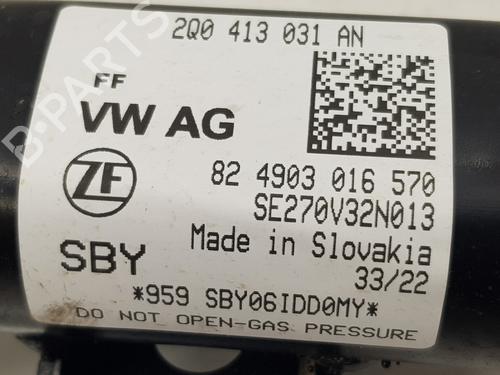 2Q0 413 031 AN
FF
VW AG
ZF
82 4903 016 570
SE270V32N013
Made in Slovakia
SBY
33/22
*959 SBY06IDD0MY*
DO NOT OPEN-GAS PRESSURE
B-PARTS